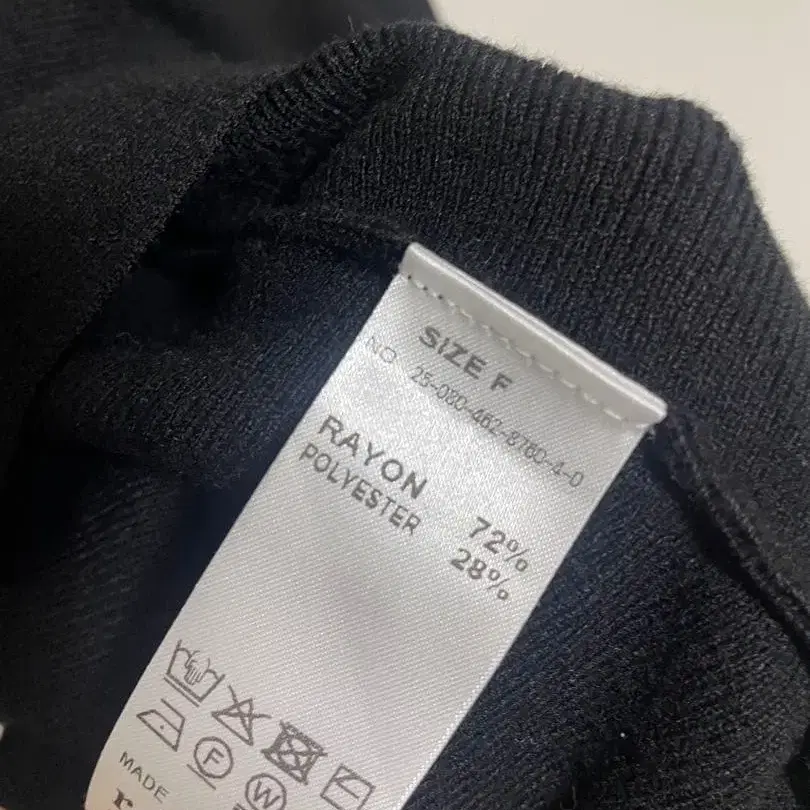 SIZE F
NO 25-080-462-8760-4-0
RAYON 72%
POLYESTER 28%
F
W
MADE
r